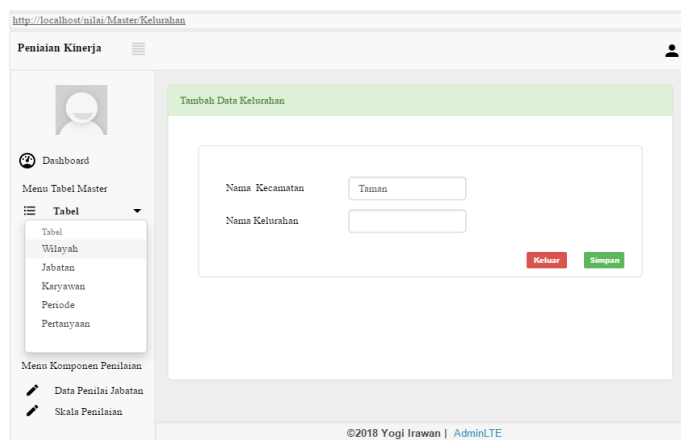 http://localhost/nilai/Master/Kelurahan
Peniaian Kinerja
Tambah Data Kelurahan
Dashboard
Menu Tabel Master
Tabel
Tabel
Wilayah
Jabatan
Karyawan
Periode
Pertanyaan
Menu Komponen Penilaian
Data Penilai Jabatan
Skala Penilaian
Nama Kecamatan
Taman
Nama Kelurahan
Keluar
Simpan
©2018 Yogi Irawan | AdminLTE